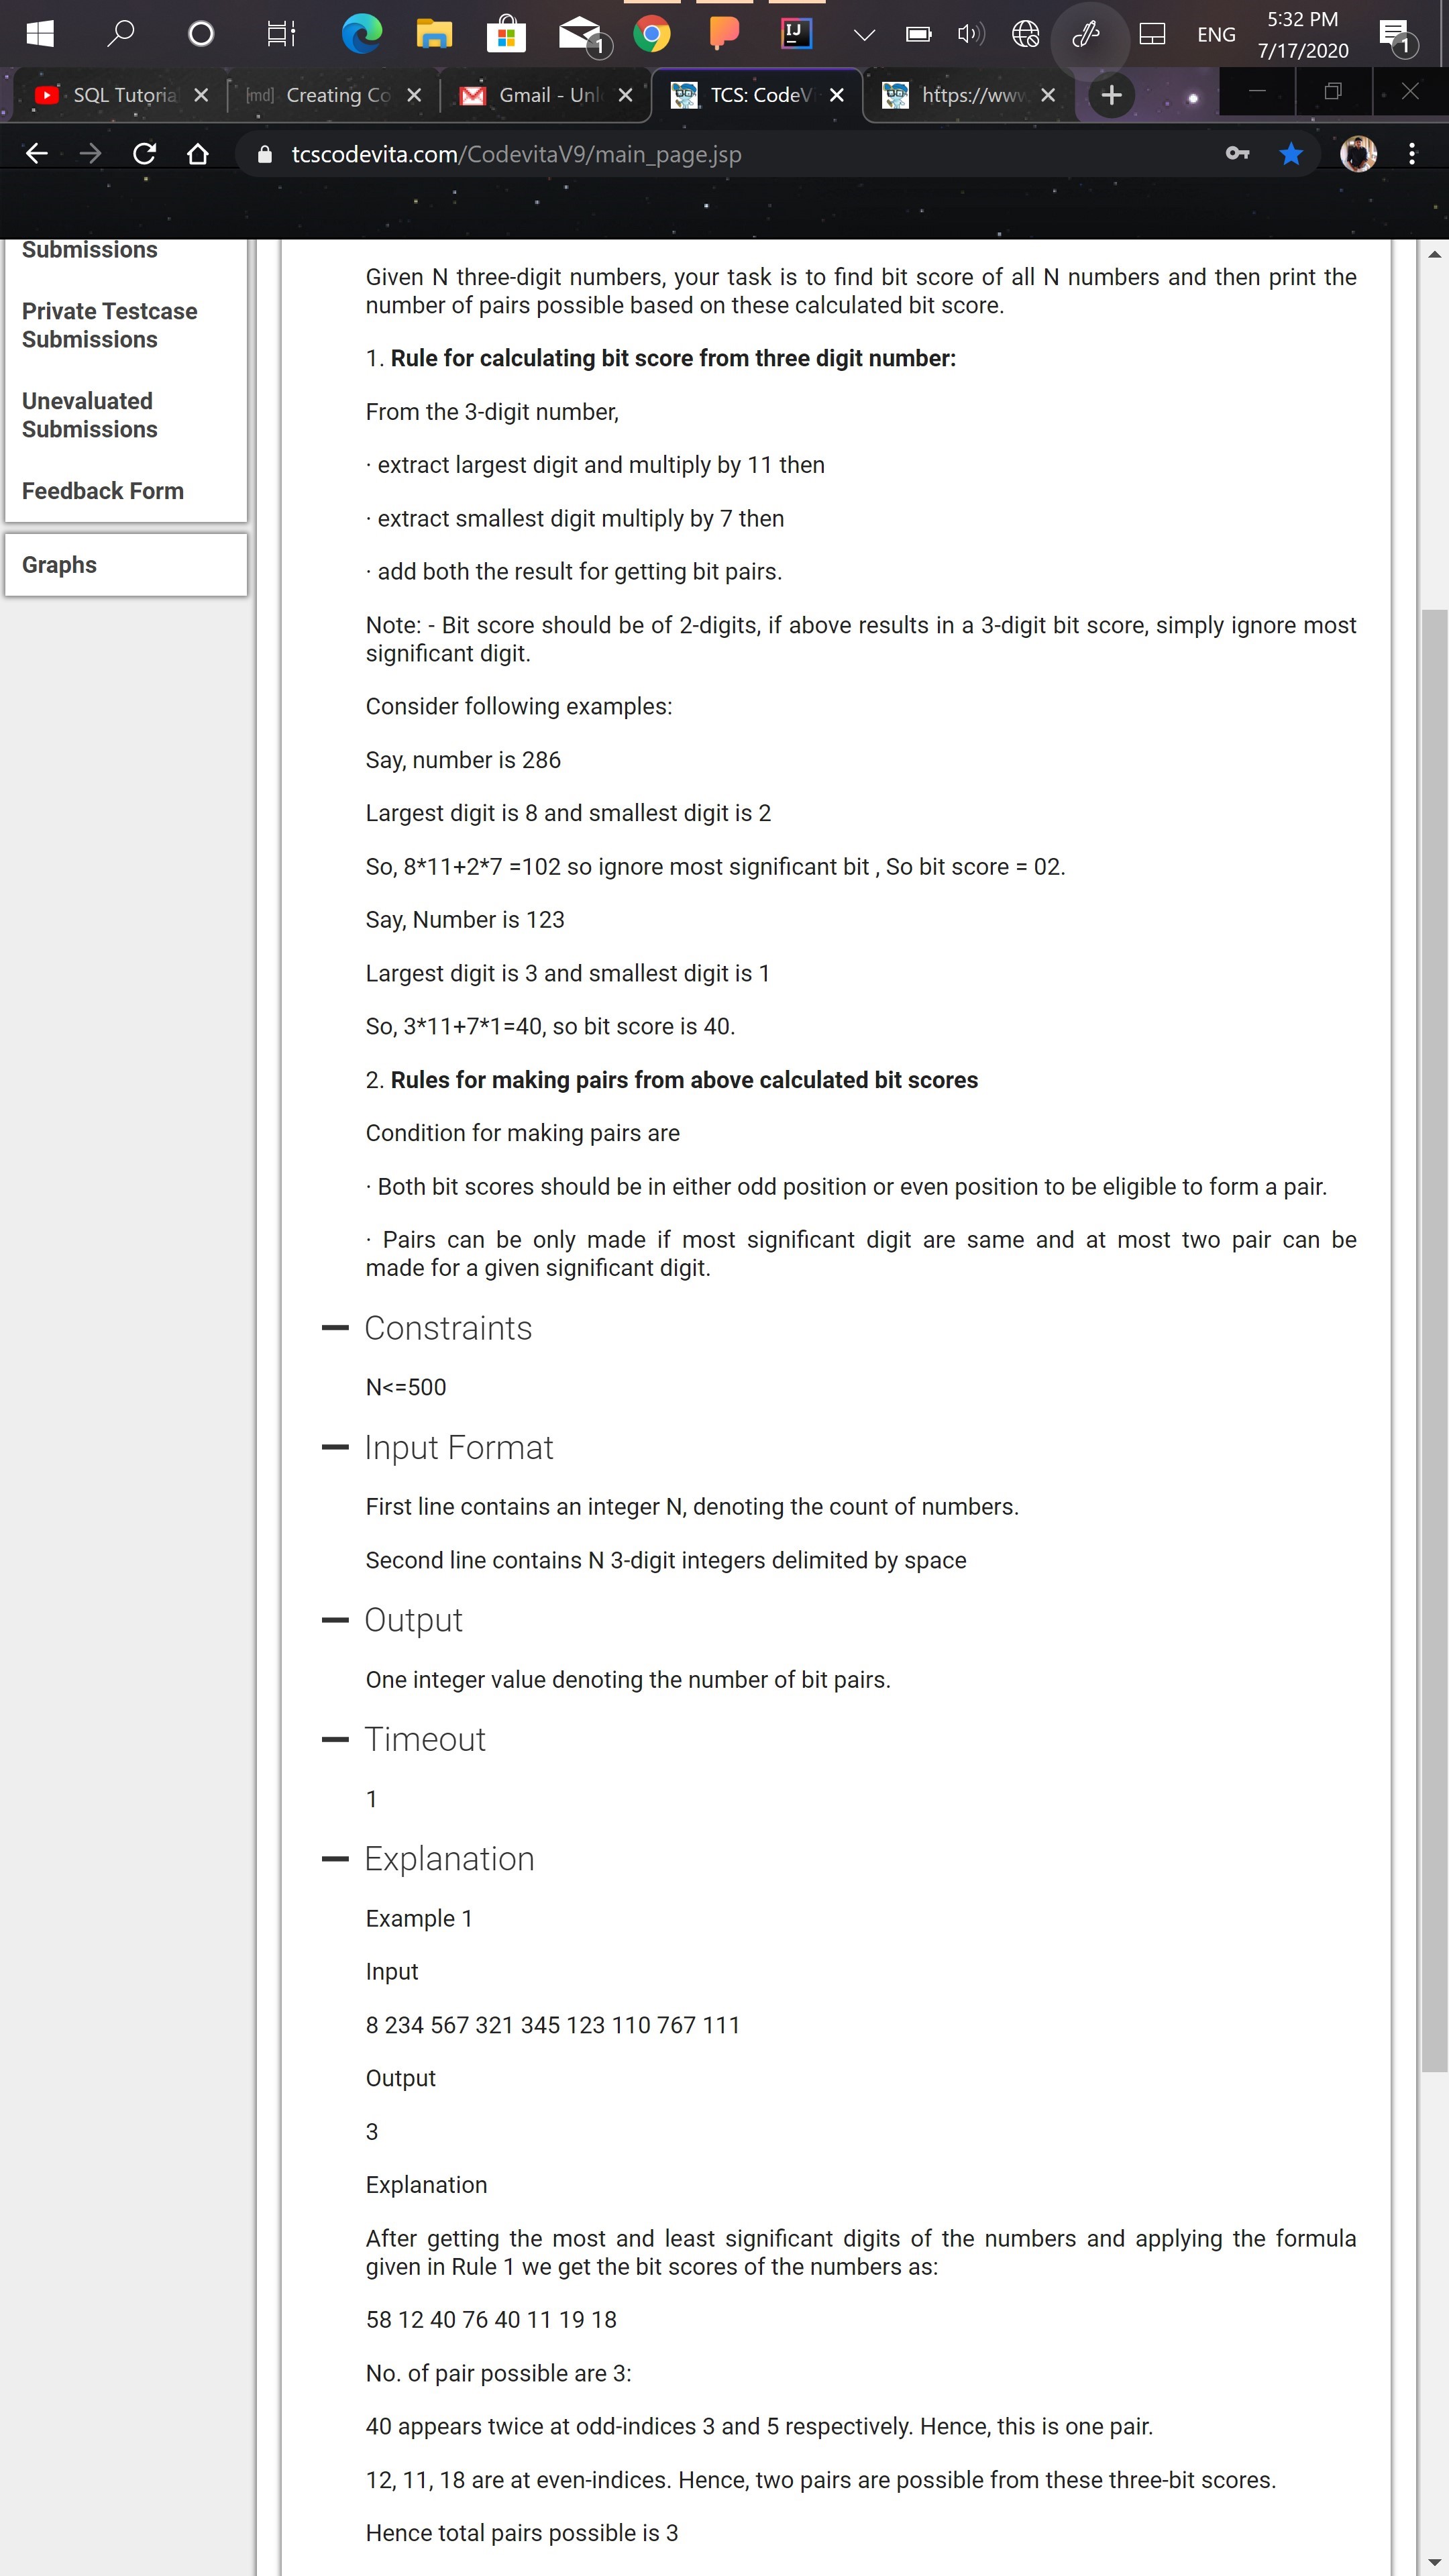 5:32 PM
ENG
7/17/2020
1
1
IJ
SQL Tutoria
[md] Creating Co
Gmail - Unl
TCS: CodeV
https://www
tcscodevita.com/CodevitaV9/main_page.jsp
Submissions
Private Testcase
Submissions
Unevaluated
Submissions
Feedback Form
Graphs
Given N three-digit numbers, your task is to find bit score of all N numbers and then print the
number of pairs possible based on these calculated bit score.
1. Rule for calculating bit score from three digit number:
From the 3-digit number,
· extract largest digit and multiply by 11 then
· extract smallest digit multiply by 7 then
· add both the result for getting bit pairs.
Note: - Bit score should be of 2-digits, if above results in a 3-digit bit score, simply ignore most
significant digit.
Consider following examples:
Say, number is 286
Largest digit is 8 and smallest digit is 2
So, 8*11+2*7 =102 so ignore most significant bit , So bit score = 02.
Say, Number is 123
Largest digit is 3 and smallest digit is 1
So, 3*11+7*1=40, so bit score is 40.
2. Rules for making pairs from above calculated bit scores
Condition for making pairs are
· Both bit scores should be in either odd position or even position to be eligible to form a pair.
· Pairs can be only made if most significant digit are same and at most two pair can be
made for a given significant digit.
Constraints
N<=500
Input Format
First line contains an integer N, denoting the count of numbers.
Second line contains N 3-digit integers delimited by space
Output
One integer value denoting the number of bit pairs.
Timeout
1
Explanation
Example 1
Input
8 234 567 321 345 123 110 767 111
Output
3
Explanation
After getting the most and least significant digits of the numbers and applying the formula
given in Rule 1 we get the bit scores of the numbers as:
58 12 40 76 40 11 19 18
No. of pair possible are 3:
40 appears twice at odd-indices 3 and 5 respectively. Hence, this is one pair.
12, 11, 18 are at even-indices. Hence, two pairs are possible from these three-bit scores.
Hence total pairs possible is 3